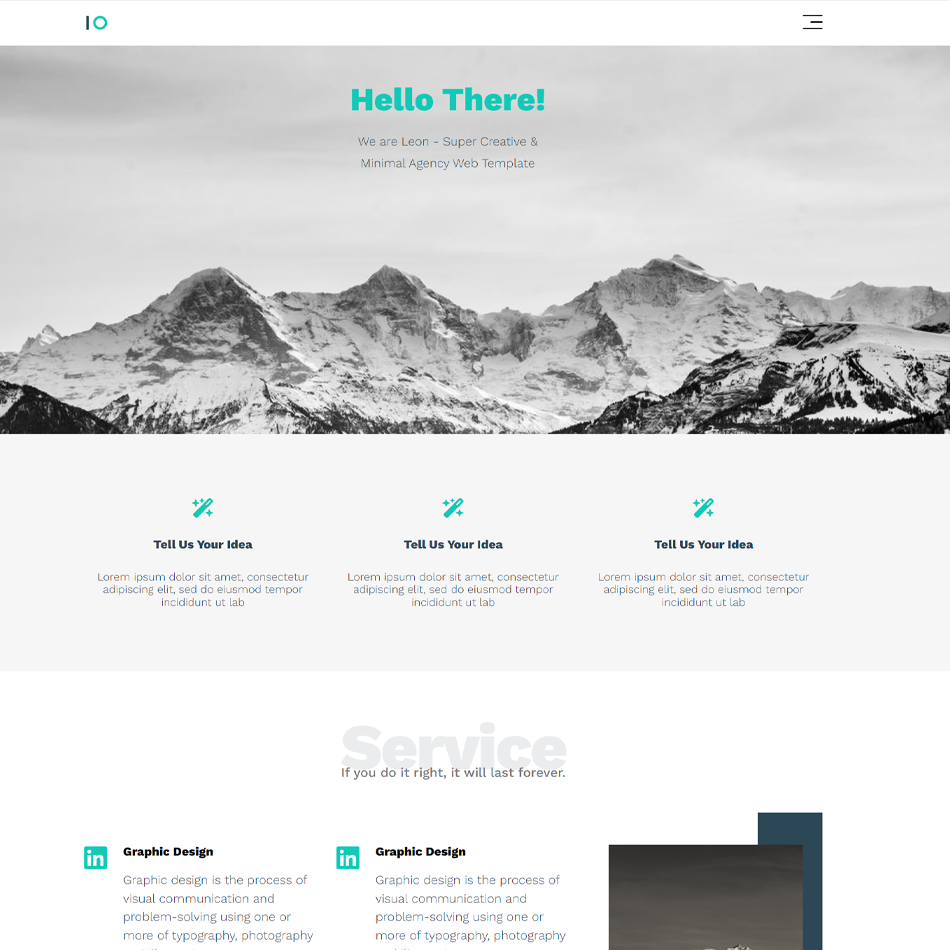 IO
Hello There!
We are Leon - Super Creative &
Minimal Agency Web Template
Tell Us Your Idea
Lorem ipsum dolor sit amet, consectetur
adipiscing elit, sed do eiusmod tempor
incididunt ut lab
Tell Us Your Idea
Lorem ipsum dolor sit amet, consectetur
adipiscing elit, sed do eiusmod tempor
incididunt ut lab
Tell Us Your Idea
Lorem ipsum dolor sit amet, consectetur
adipiscing elit, sed do eiusmod tempor
incididunt ut lab
Service
If you do it right, it will last forever.
in
Graphic Design
Graphic design is the process of
visual communication and
problem-solving using one or
more of typography, photography
in
Graphic Design
Graphic design is the process of
visual communication and
problem-solving using one or
more of typography, photography